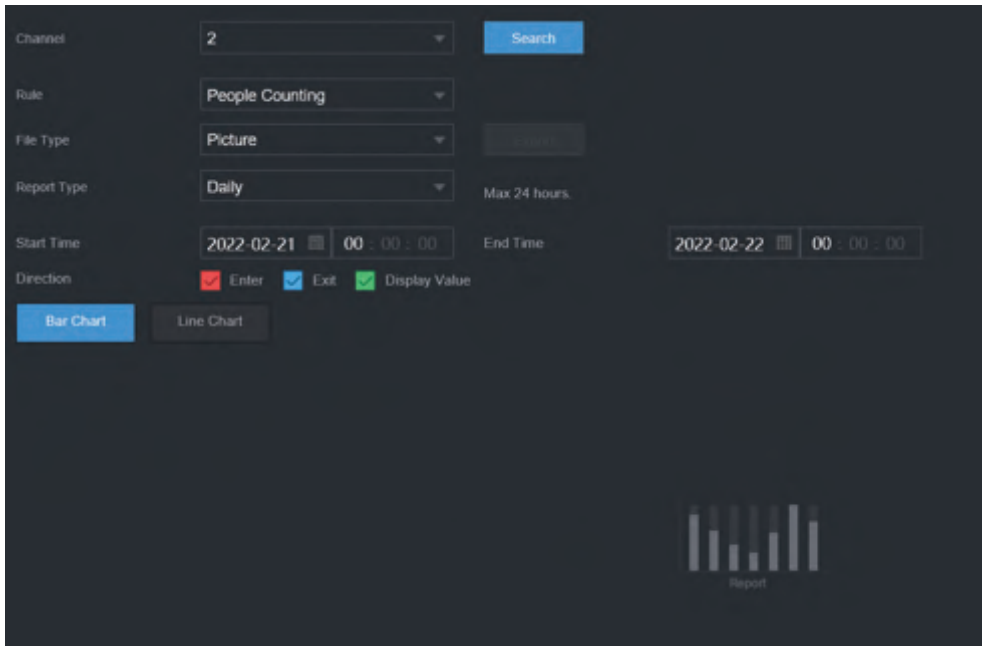 Channel 2 Search
Rule People Counting
File Type Picture
Report Type Daily Max 24 hours.
Start Time 2022-02-21 00 : 00 : 00 End Time 2022-02-22 00 : 00 : 00
Direction Enter Exit Display Value
Bar Chart Line Chart
Report